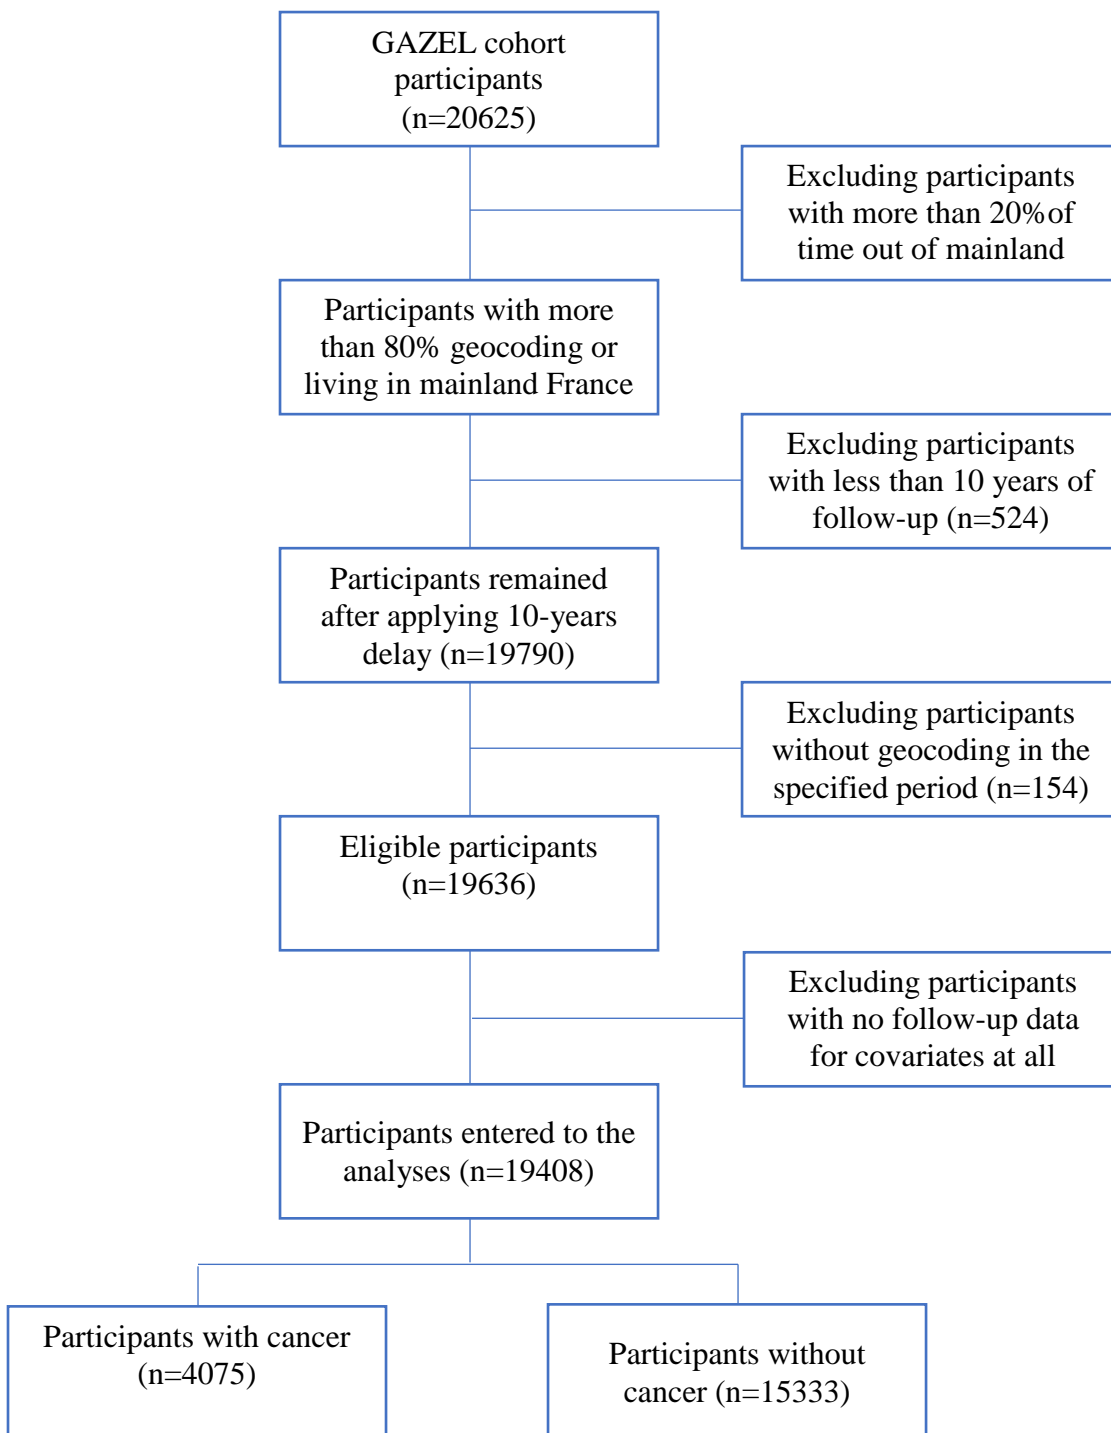 GAZEL cohort
participants
(n=20625)
Excluding participants
with more than 20%of
time out of mainland
Participants with more
than 80% geocoding or
living in mainland France
Excluding participants
with less than 10 years of
follow-up (n=524)
Participants remained
after applying 10-years
delay (n=19790)
Excluding participants
without geocoding in the
specified period (n=154)
Eligible participants
(n=19636)
Excluding participants
with no follow-up data
for covariates at all
Participants entered to the
analyses (n=19408)
Participants with cancer
(n=4075)
Participants without
cancer (n=15333)